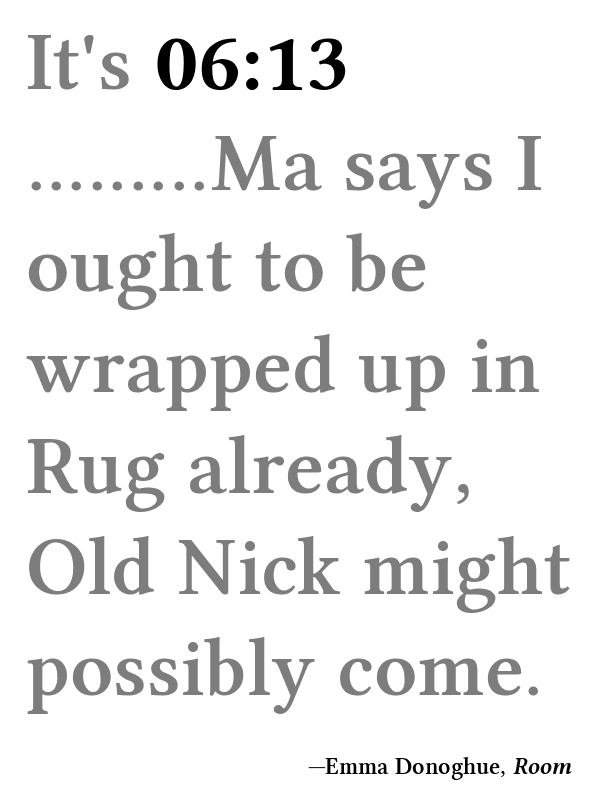 It's 06:13
.........Ma says I
ought to be
wrapped up in
Rug already,
Old Nick might
possibly come.
—Emma Donoghue, Room